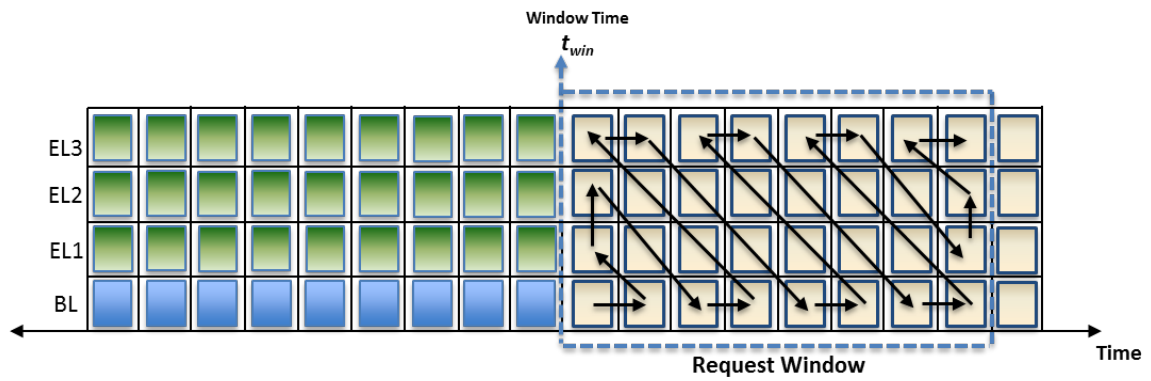 Window Time
twin
EL3
EL2
EL1
BL
Time
Request Window